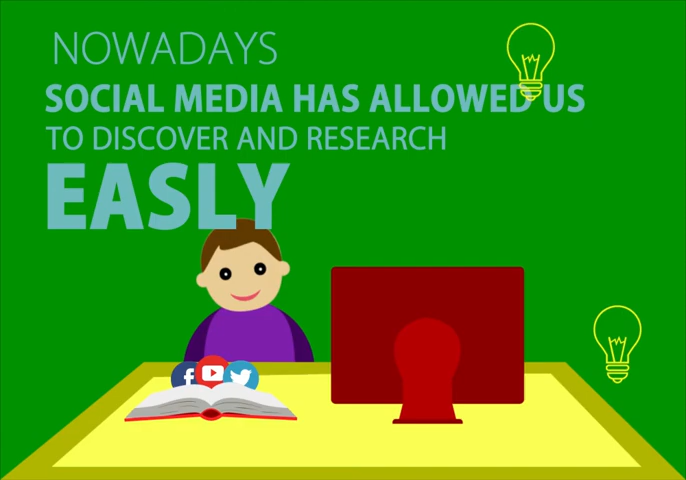 NOWADAYS
SOCIAL MEDIA HAS ALLOWED US
TO DISCOVER AND RESEARCH
EASLY